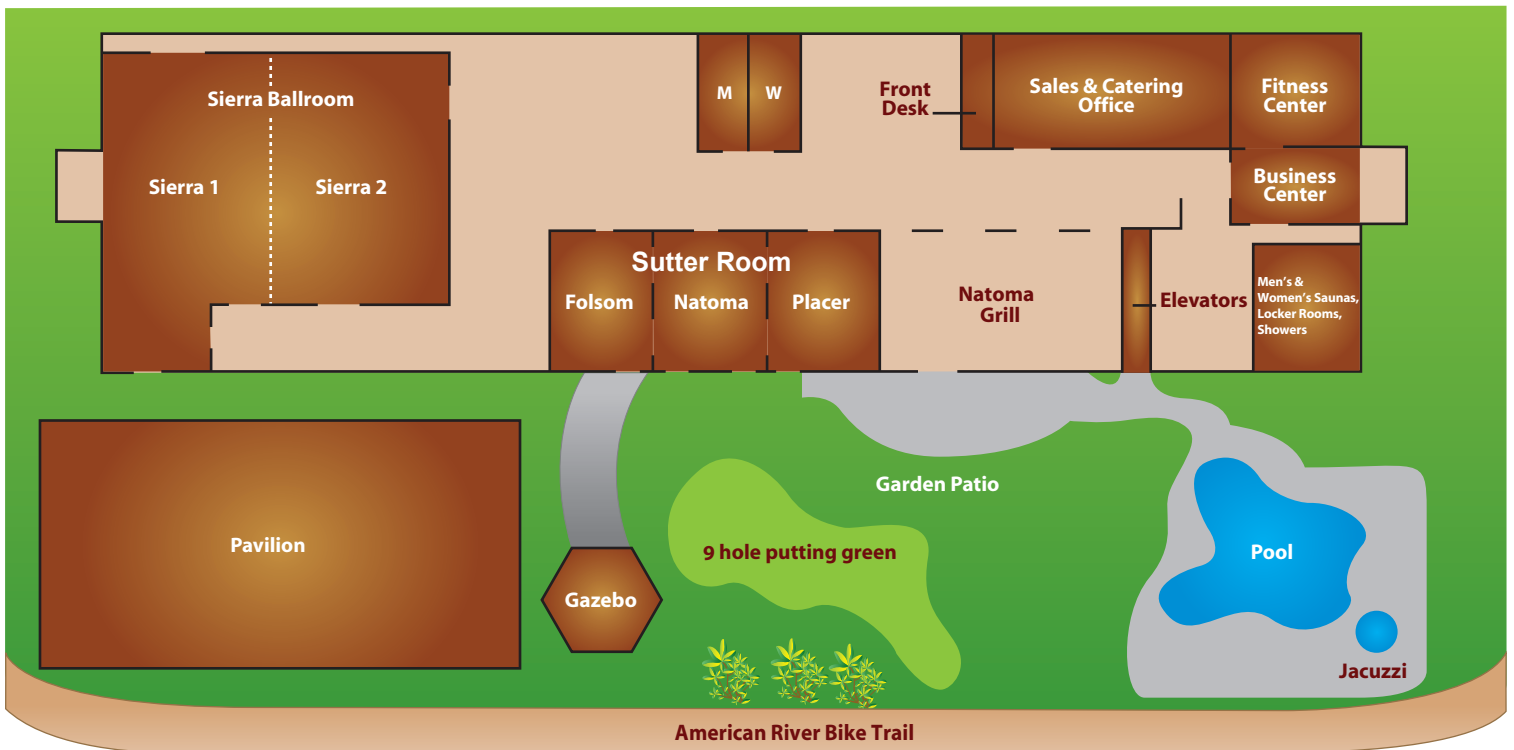 Sierra Ballroom
Sierra 1
Sierra 2
M
W
Front
Desk
Sales & Catering
Office
Fitness
Center
Business
Center
Sutter Room
Folsom
Natoma
Placer
Natoma
Grill
Elevators
Men's &
Women's Saunas,
Locker Rooms,
Showers
Garden Patio
Pavilion
Gazebo
9 hole putting green
Pool
Jacuzzi
American River Bike Trail